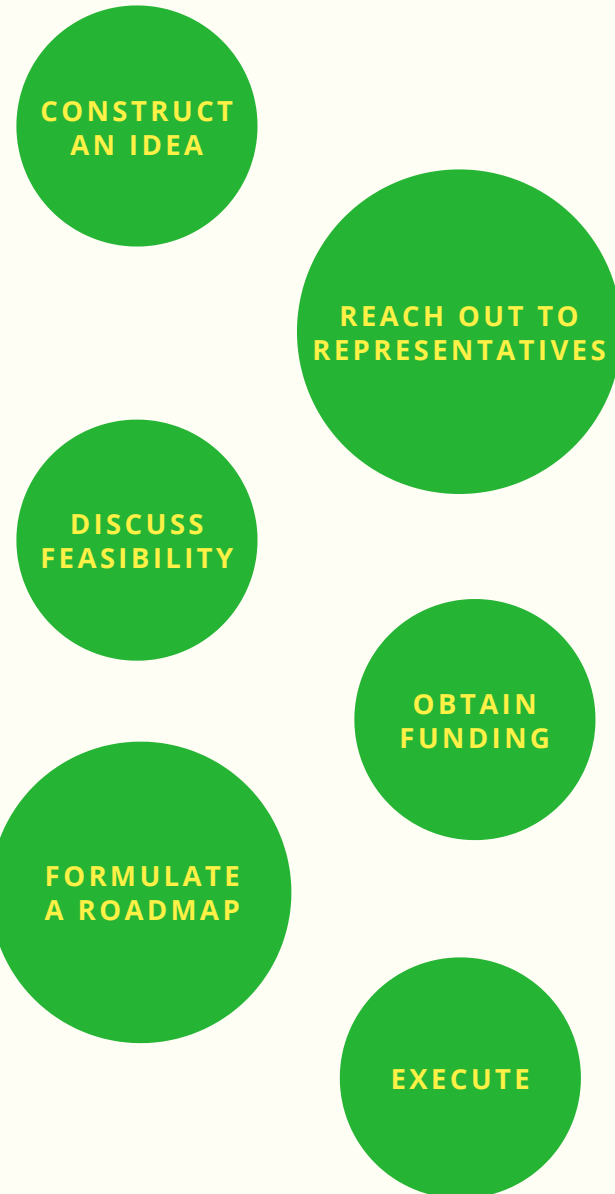 CONSTRUCT
AN IDEA
REACH OUT TO
REPRESENTATIVES
DISCUSS
FEASIBILITY
OBTAIN
FUNDING
FORMULATE
A ROADMAP
EXECUTE